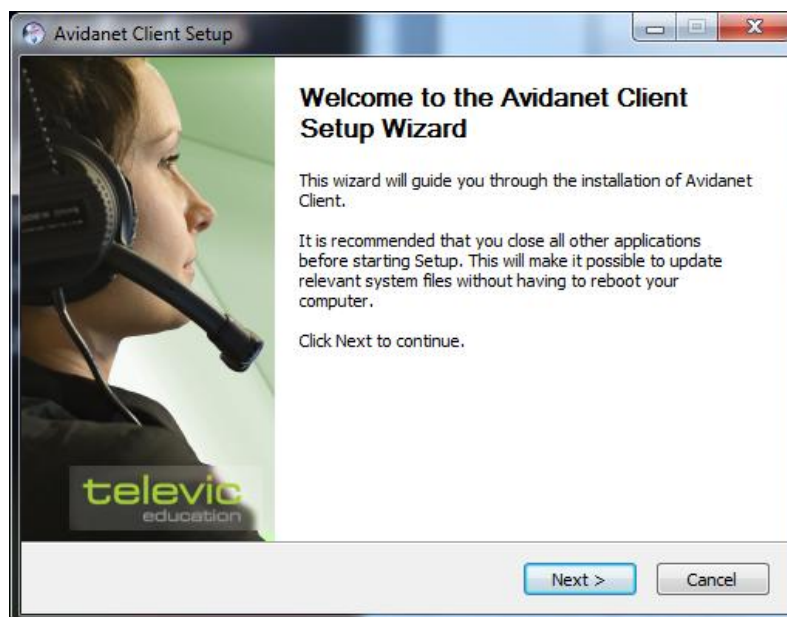 Avidanet Client Setup
Welcome to the Avidanet Client
Setup Wizard
This wizard will guide you through the installation of Avidanet
Client.
It is recommended that you close all other applications
before starting Setup. This will make it possible to update
relevant system files without having to reboot your
computer.
Click Next to continue.
televic
education
Next >
Cancel